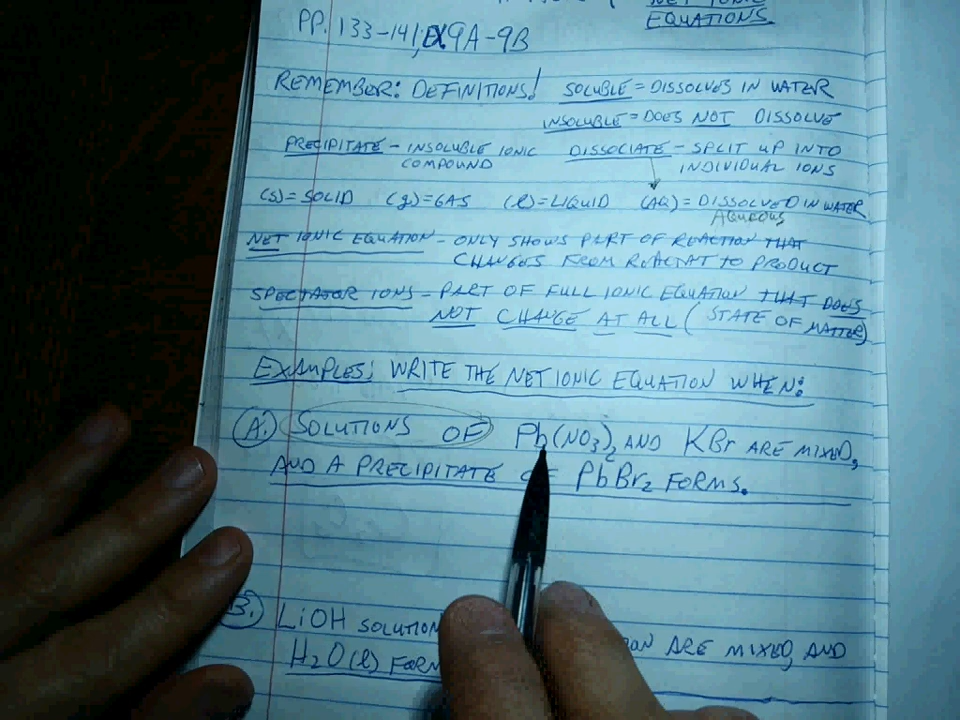 NET IONIC
EQUATIONS
PP. 133-141, EX 9A-9B
REMEMBER: DEFINITIONS! SOLUBLE = DISSOLVES IN WATER
INSOLUBLE = DOES NOT DISSOLVE
PRECIPITATE - INSOLUBLE IONIC COMPOUND
DISSOCIATE - SPLIT UP INTO INDIVIDUAL IONS
(s) = SOLID (g) = GAS (l) = LIQUID (AQ) = DISSOLVED IN WATER
AQUEOUS
NET IONIC EQUATION - ONLY SHOWS PART OF REACTION THAT
CHANGES FROM REACTAT TO PRODUCT
SPECTATOR IONS - PART OF FULL IONIC EQUATION THAT DOES
NOT CHANGE AT ALL (STATE OF MATTER)
EXAMPLES: WRITE THE NET IONIC EQUATION WHEN:
A. SOLUTIONS OF Pb(NO3)2 AND KBr ARE MIXED,
AND A PRECIPITATE PbBr2 FORMS.
B. LiOH SOLUTION ARE MIXED, AND
H2O(l) FORM